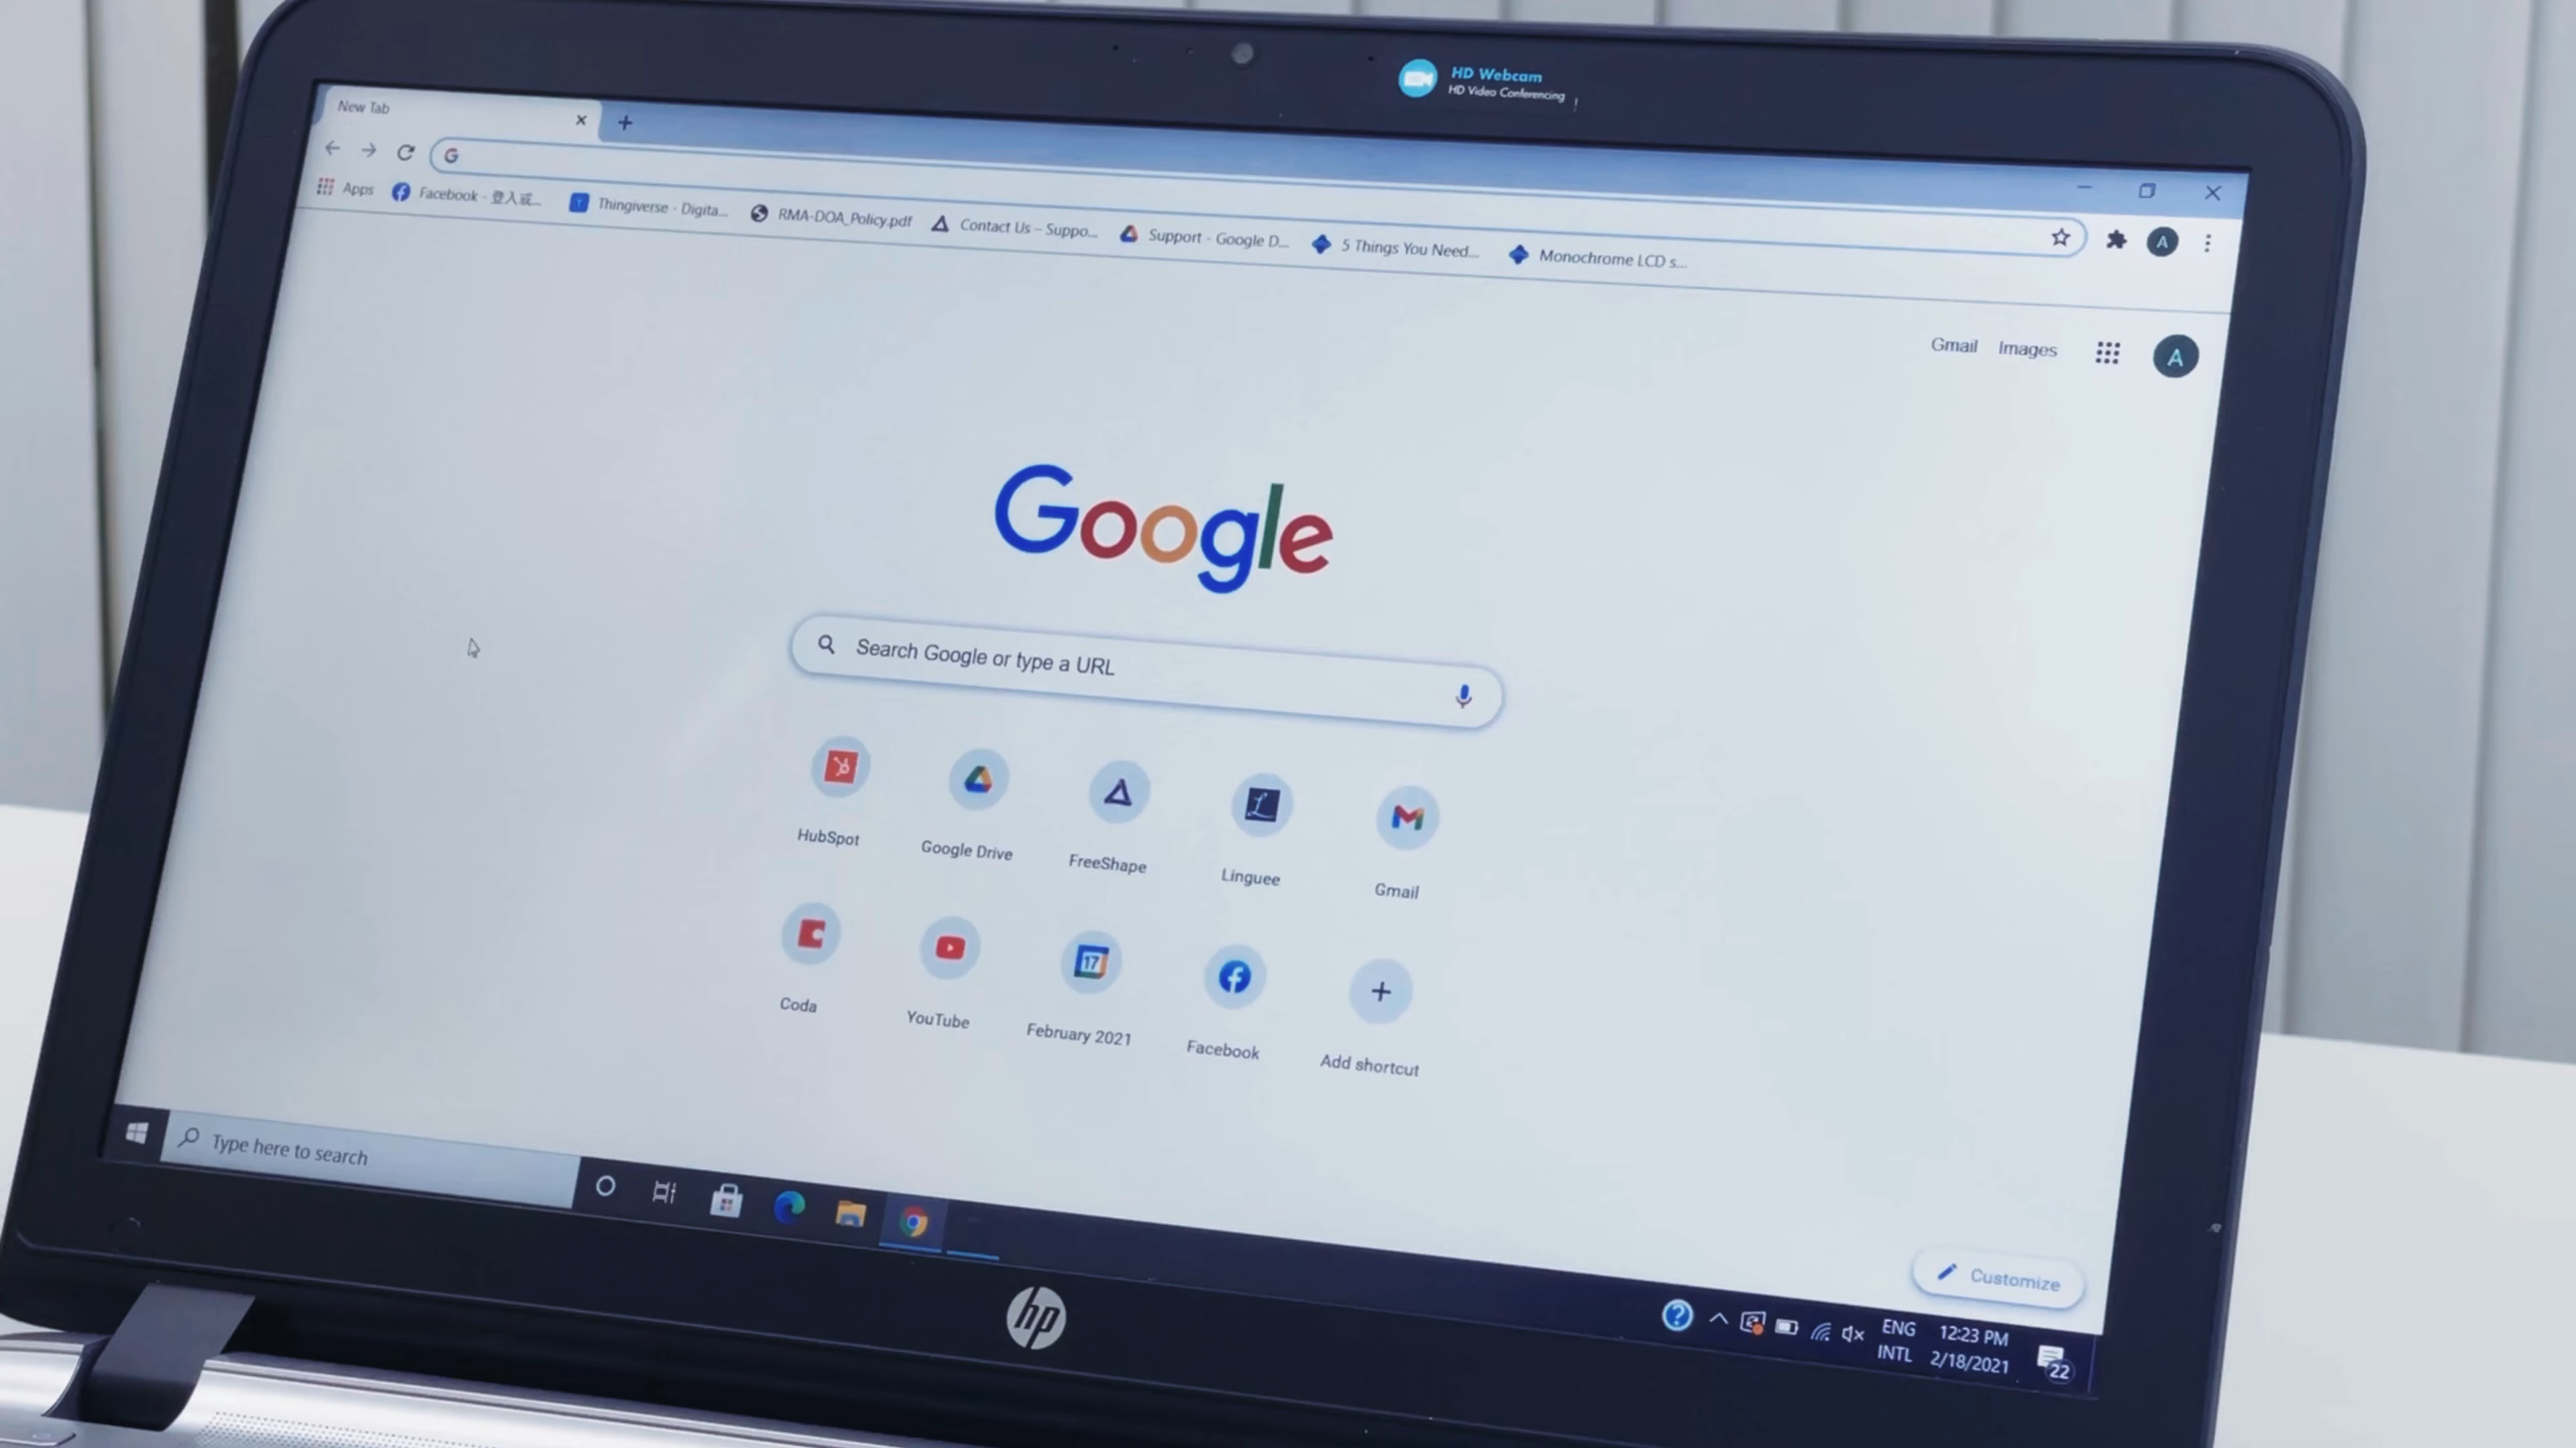 HD Webcam
HD Video Conferencing
New Tab
Apps
Facebook - 登入或...
Thingiverse - Digita...
RMA-DOA_Policy.pdf
Contact Us – Suppo...
Support - Google D...
5 Things You Need...
Monochrome LCD s...
A
Gmail
Images
A
Google
Search Google or type a URL
HubSpot
Google Drive
FreeShape
Linguee
Gmail
17
Coda
YouTube
February 2021
Facebook
Add shortcut
Customize
Type here to search
ENG
INTL
12:23 PM
2/18/2021
22
hp